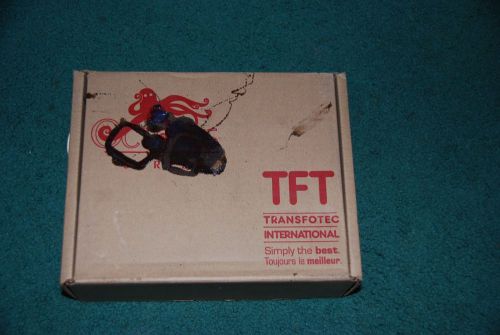 TFT
TRANSFOTEC
INTERNATIONAL
Simply the best.
Toujours le meilleur.